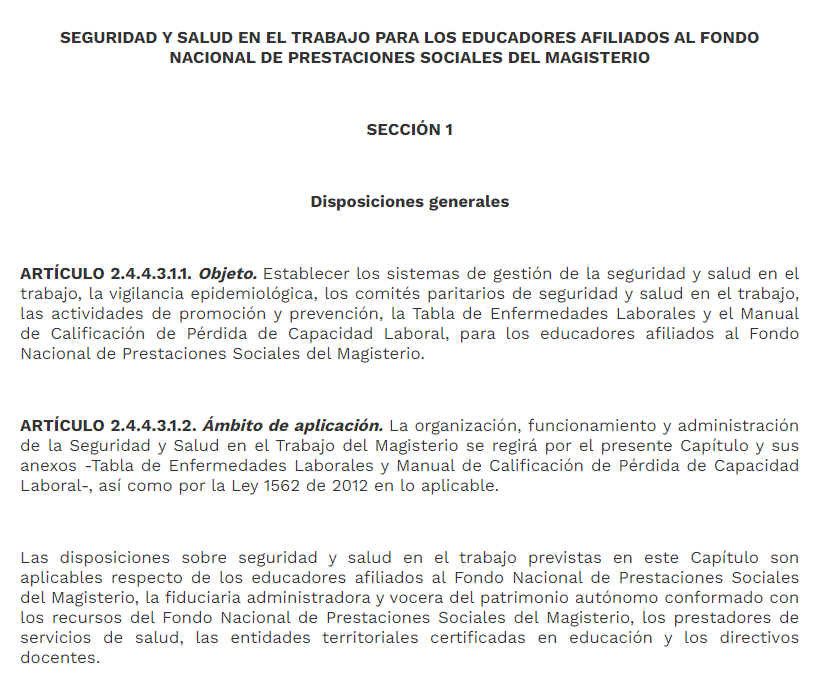 SEGURIDAD Y SALUD EN EL TRABAJO PARA LOS EDUCADORES AFILIADOS AL FONDO
NACIONAL DE PRESTACIONES SOCIALES DEL MAGISTERIO
SECCIÓN 1
Disposiciones generales
ARTÍCULO 2.4.4.3.1.1. Objeto. Establecer los sistemas de gestión de la seguridad y salud en el
trabajo, la vigilancia epidemiológica, los comités paritarios de seguridad y salud en el trabajo,
las actividades de promoción y prevención, la Tabla de Enfermedades Laborales y el Manual
de Calificación de Pérdida de Capacidad Laboral, para los educadores afiliados al Fondo
Nacional de Prestaciones Sociales del Magisterio.
ARTÍCULO 2.4.4.3.1.2. Ámbito de aplicación. La organización, funcionamiento y administración
de la Seguridad y Salud en el Trabajo del Magisterio se regirá por el presente Capítulo y sus
anexos -Tabla de Enfermedades Laborales y Manual de Calificación de Pérdida de Capacidad
Laboral-, así como por la Ley 1562 de 2012 en lo aplicable.
Las disposiciones sobre seguridad y salud en el trabajo previstas en este Capítulo son
aplicables respecto de los educadores afiliados al Fondo Nacional de Prestaciones Sociales
del Magisterio, la fiduciaria administradora y vocera del patrimonio autónomo conformado con
los recursos del Fondo Nacional de Prestaciones Sociales del Magisterio, los prestadores de
servicios de salud, las entidades territoriales certificadas en educación y los directivos
docentes.